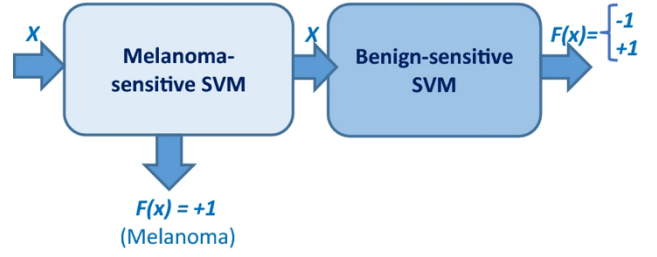 X
Melanoma-
sensitive SVM
X
Benign-sensitive
SVM
F(x)=
-1
+1
F(x) = +1
(Melanoma)